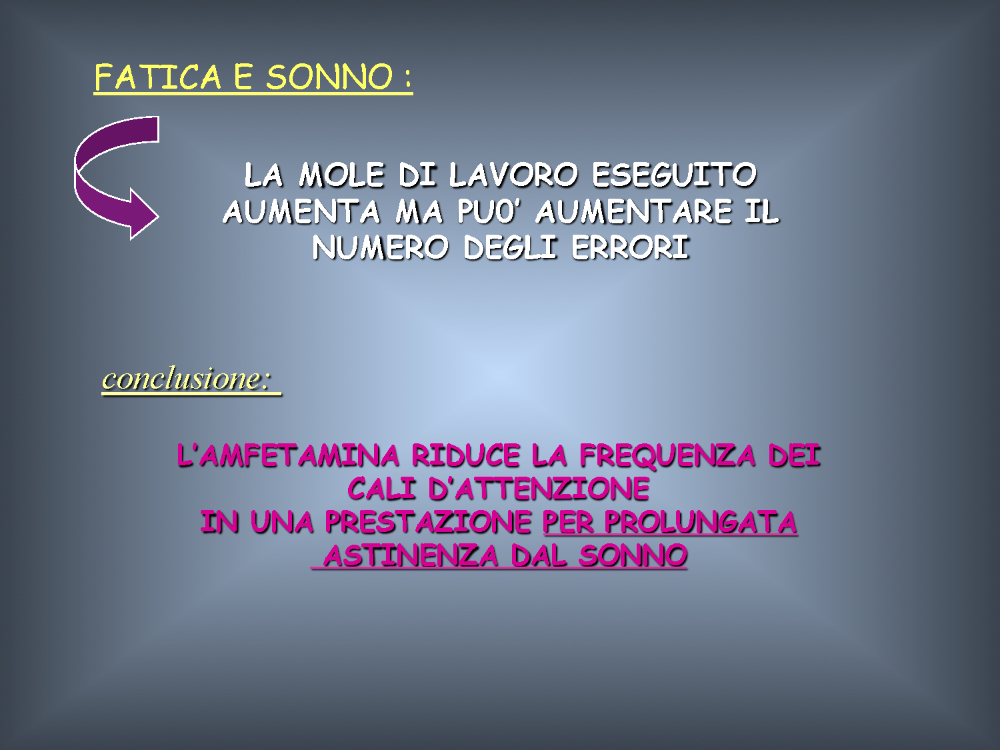 FATICA E SONNO :
LA MOLE DI LAVORO ESEGUITO
AUMENTA MA PU0’ AUMENTARE IL
NUMERO DEGLI ERRORI
conclusione:
L’AMFETAMINA RIDUCE LA FREQUENZA DEI
CALI D’ATTENZIONE
IN UNA PRESTAZIONE PER PROLUNGATA
ASTINENZA DAL SONNO